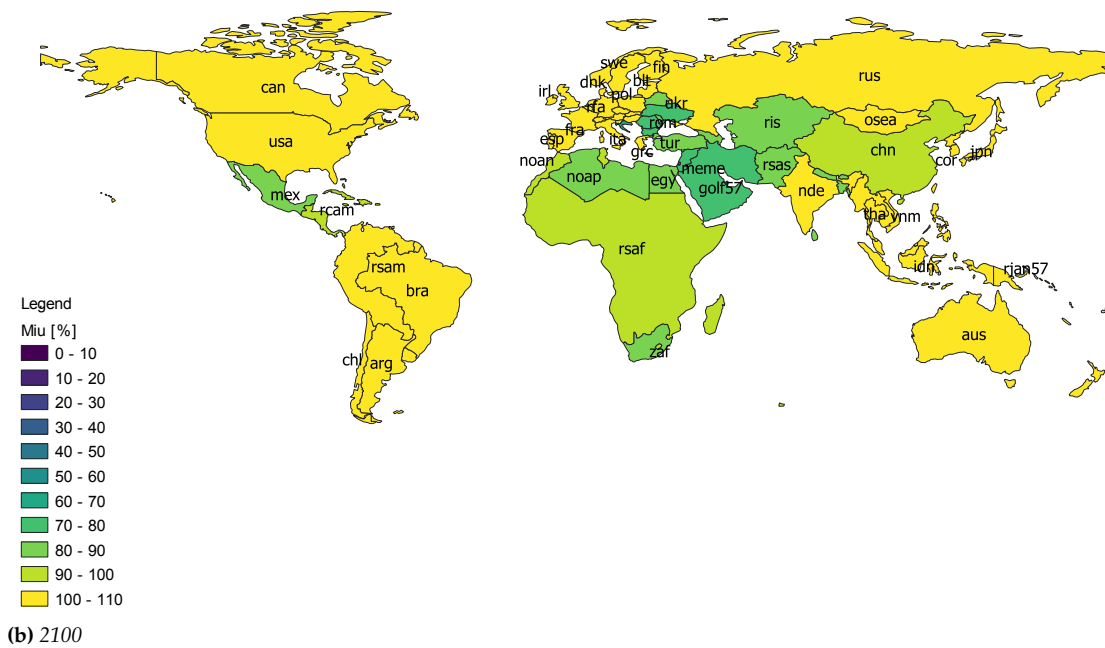 swe
fin
can
dnk
blt
rus
irl
pol
rfa
ukr
osea
rom
ris
usa
fra
esp
ita
tur
chn
cor
jpn
grc
noan
meme
rsas
noap
egy
golf57
nde
mex
rcam
tha
vnm
rsaf
rsam
idn
rjan57
bra
Legend
Miu [%]
aus
0 - 10
chl
arg
zaf
10 - 20
20 - 30
30 - 40
40 - 50
50 - 60
60 - 70
70 - 80
80 - 90
90 - 100
100 - 110
(b) 2100